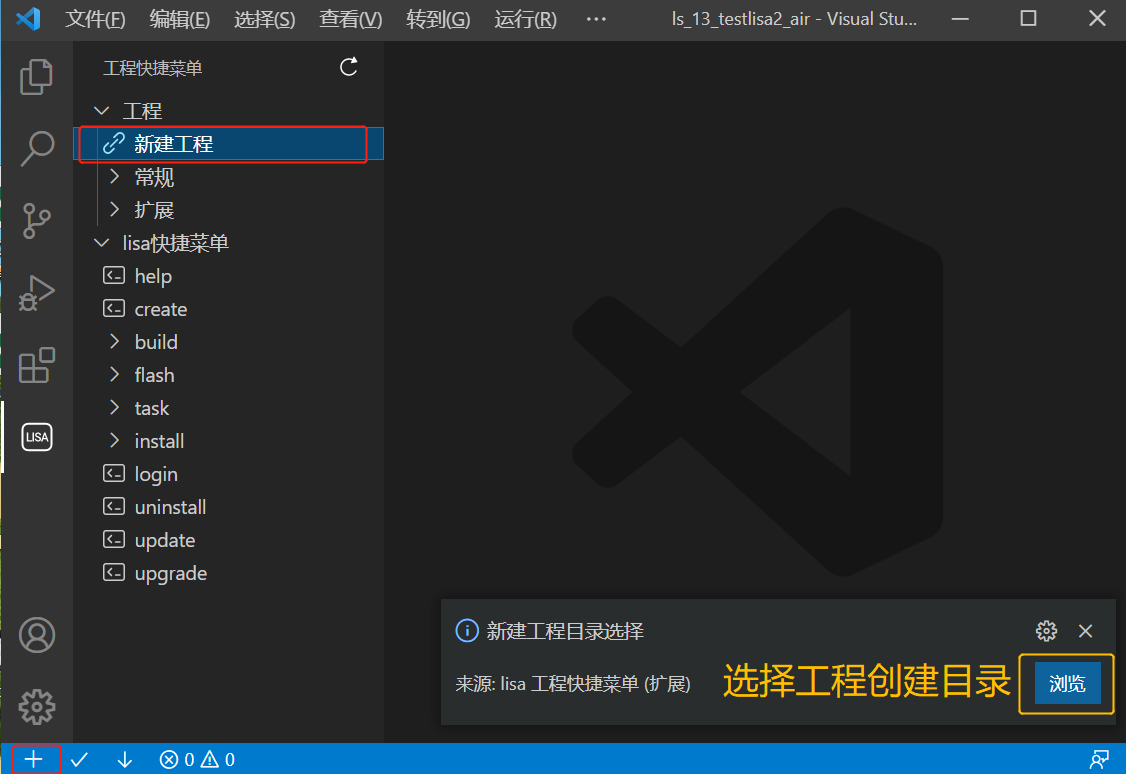 文件(F) 编辑(E) 选择(S) 查看(V) 转到(G) 运行(R) ··· ls_13_testlisa2_air - Visual Stu...
工程快捷菜单
工程
新建工程
常规
扩展
lisa快捷菜单
help
create
build
flash
task
install
login
uninstall
update
upgrade
LISA
新建工程目录选择
来源: lisa 工程快捷菜单 (扩展)
选择工程创建目录
浏览
0 0